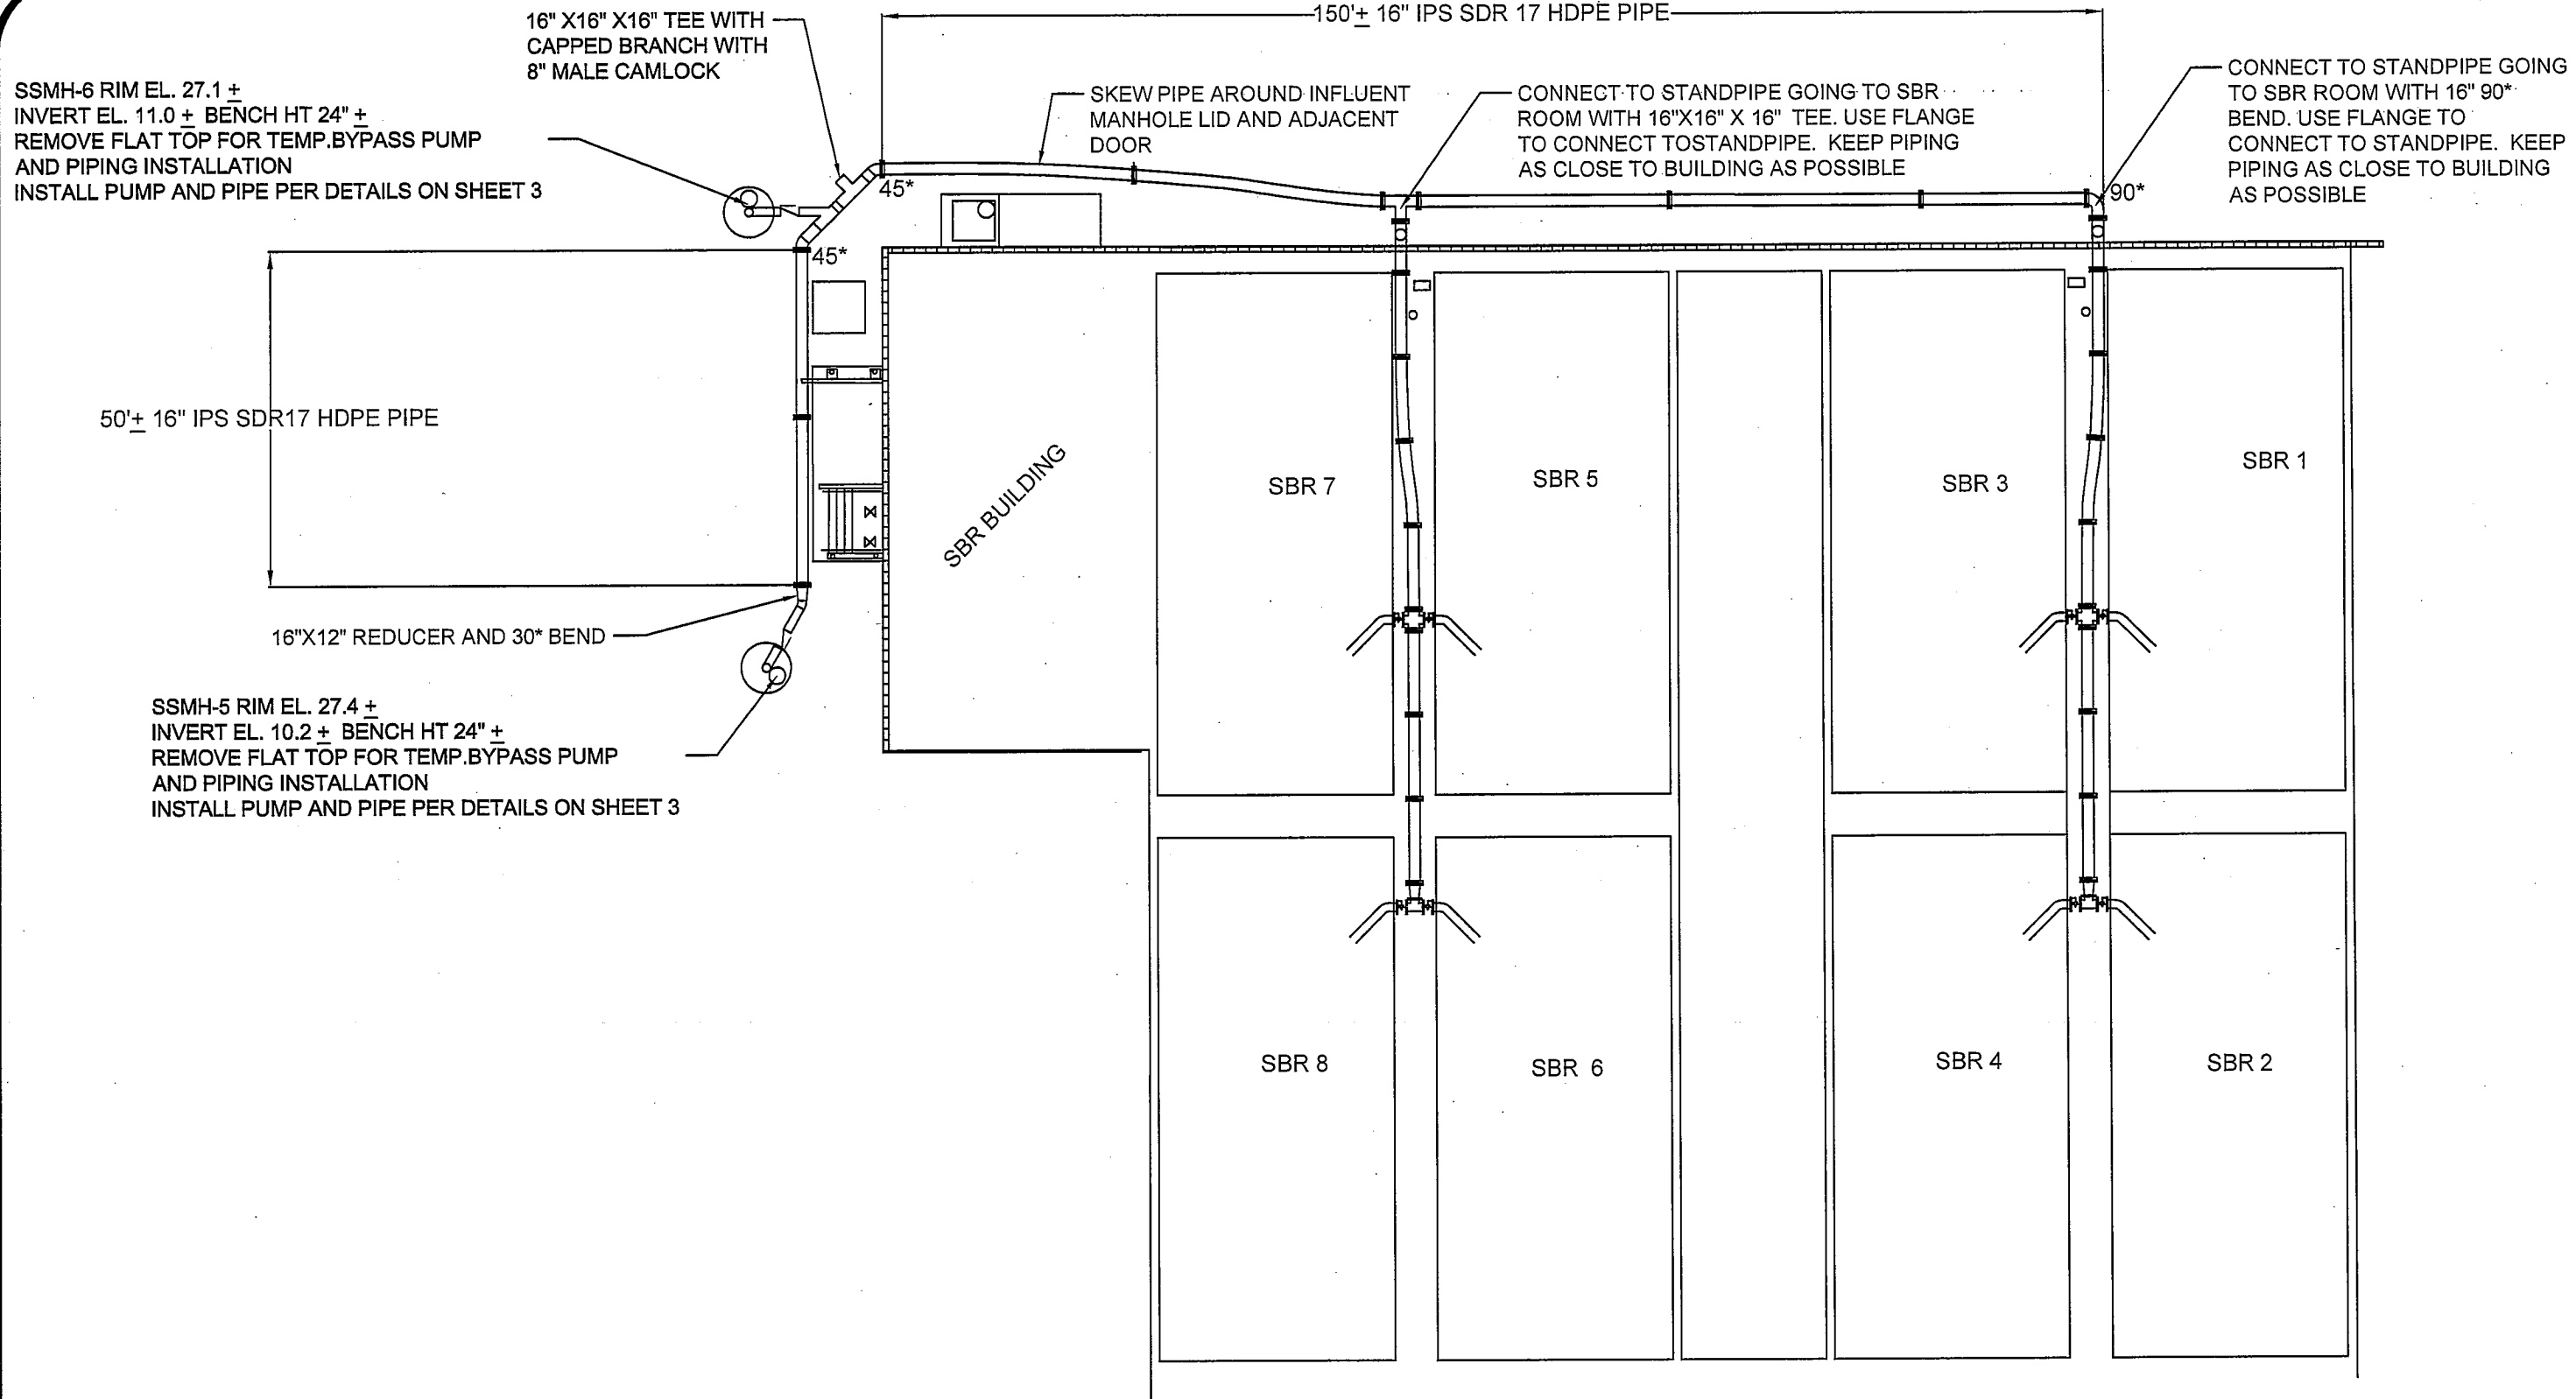 16" X16" X16" TEE WITH
CAPPED BRANCH WITH
8" MALE CAMLOCK
150'± 16" IPS SDR 17 HDPE PIPE
SSMH-6 RIM EL. 27.1 ±
INVERT EL. 11.0 ± BENCH HT 24" ±
REMOVE FLAT TOP FOR TEMP.BYPASS PUMP
AND PIPING INSTALLATION
INSTALL PUMP AND PIPE PER DETAILS ON SHEET 3
SKEW PIPE AROUND INFLUENT
MANHOLE LID AND ADJACENT
DOOR
CONNECT TO STANDPIPE GOING TO SBR
ROOM WITH 16"X16" X 16" TEE. USE FLANGE
TO CONNECT TOSTANDPIPE. KEEP PIPING
AS CLOSE TO BUILDING AS POSSIBLE
CONNECT TO STANDPIPE GOING
TO SBR ROOM WITH 16" 90*
BEND. USE FLANGE TO
CONNECT TO STANDPIPE. KEEP
PIPING AS CLOSE TO BUILDING
AS POSSIBLE
45*
90*
45*
50'± 16" IPS SDR17 HDPE PIPE
SBR BUILDING
SBR 7
SBR 5
SBR 3
SBR 1
16"X12" REDUCER AND 30* BEND
SSMH-5 RIM EL. 27.4 ±
INVERT EL. 10.2 ± BENCH HT 24" ±
REMOVE FLAT TOP FOR TEMP.BYPASS PUMP
AND PIPING INSTALLATION
INSTALL PUMP AND PIPE PER DETAILS ON SHEET 3
SBR 8
SBR 6
SBR 4
SBR 2